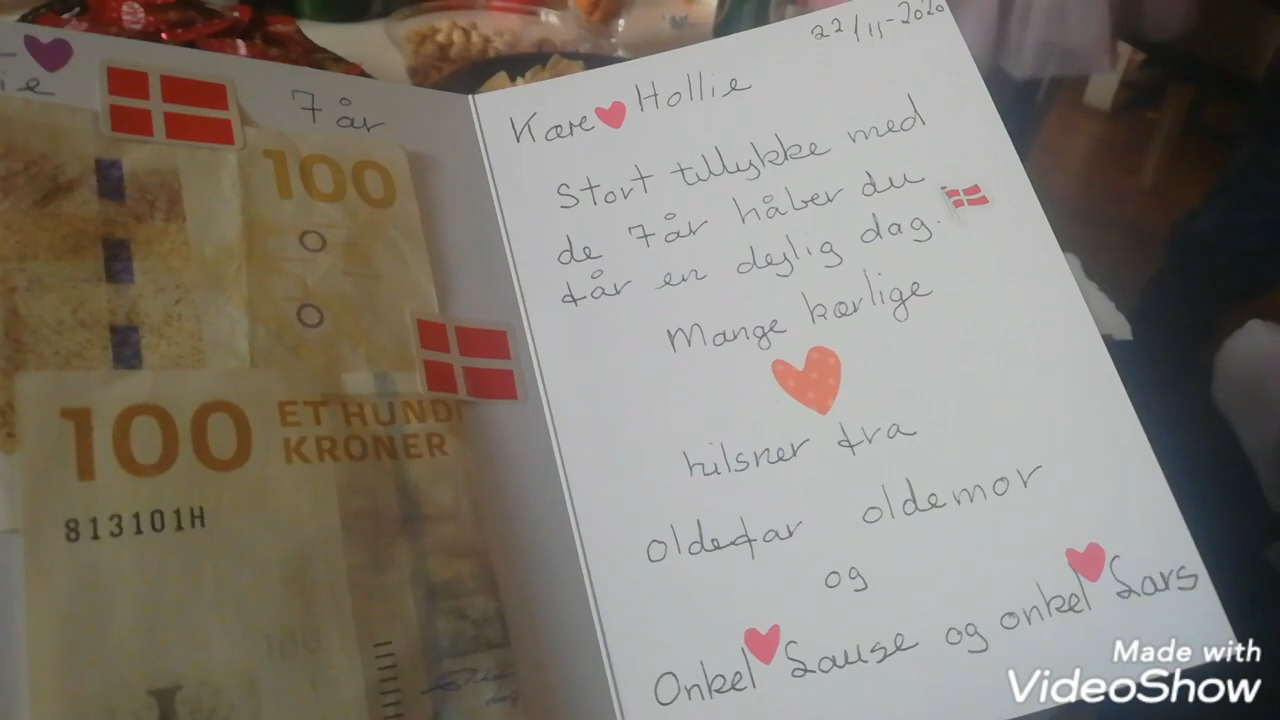 7 år
100
100 ET HUND
KRONER
813101H
22/11-2020
Kære Hollie
Stort tillykke med
de 7 år håber du
får en dejlig dag.
Mange kærlige
hilsner fra
oldefar oldemor
og
Onkel Sause og onkel Lars
Made with
VideoShow